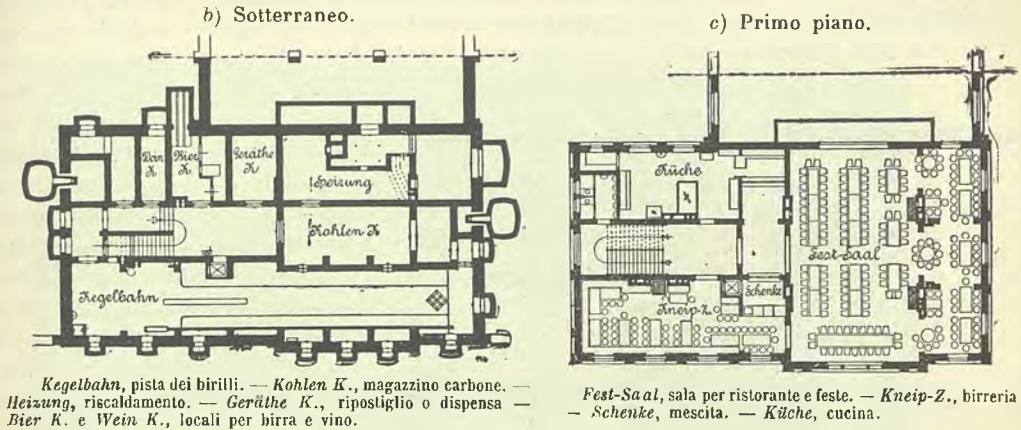 b) Sotterraneo.
Bier
K.
Geräthe
K
Heizung
Kohlen K
Kegelbahn
Kegelbahn, pista dei birilli. — Kohlen K., magazzino carbone. —
Heizung, riscaldamento. — Geräthe K., ripostiglio o dispensa —
Bier K. e Wein K., locali per birra e vino.
c) Primo piano.
Küche
Fest-Saal
Schenke
Kneip-Z.
Fest-Saal, sala per ristorante e feste. — Kneip-Z., birreria
— Schenke, mescita. — Küche, cucina.